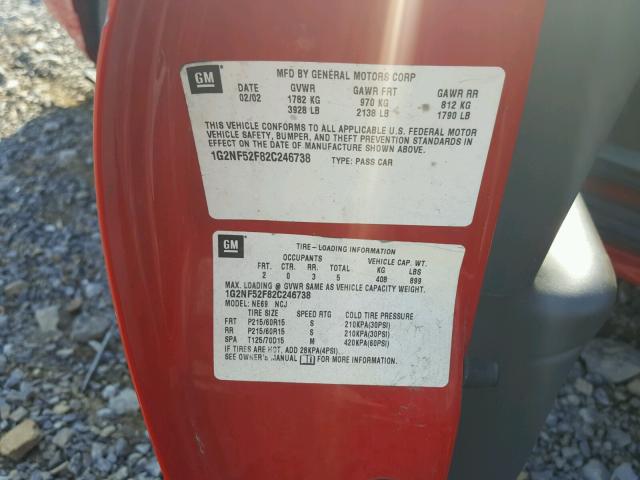 GM
MFD BY GENERAL MOTORS CORP
DATE GVWR GAWR FRT GAWR RR
02/02 1782 KG 970 KG 812 KG
3928 LB 2138 LB 1790 LB
THIS VEHICLE CONFORMS TO ALL APPLICABLE U.S. FEDERAL MOTOR
VEHICLE SAFETY, BUMPER, AND THEFT PREVENTION STANDARDS IN
EFFECT ON THE DATE OF MANUFACTURE SHOWN ABOVE.
1G2NF52F82C246738 TYPE: PASS CAR
GM
TIRE-LOADING INFORMATION
OCCUPANTS VEHICLE CAP. WT.
FRT. CTR. RR. TOTAL KG LBS
2 0 3 5 408 899
MAX. LOADING @ GVWR SAME AS VEHICLE CAPACITY WEIGHT.
1G2NF52F82C246738
MODEL: NE69 NCJ
TIRE SIZE SPEED RTG COLD TIRE PRESSURE
FRT P215/60R15 S 210KPA(30PSI)
RR P215/60R15 S 210KPA(30PSI)
SPA T125/70D15 M 420KPA(60PSI)
IF TIRES ARE HOT, ADD 28KPA(4PSI).
SEE OWNER'S MANUAL FOR MORE INFORMATION.